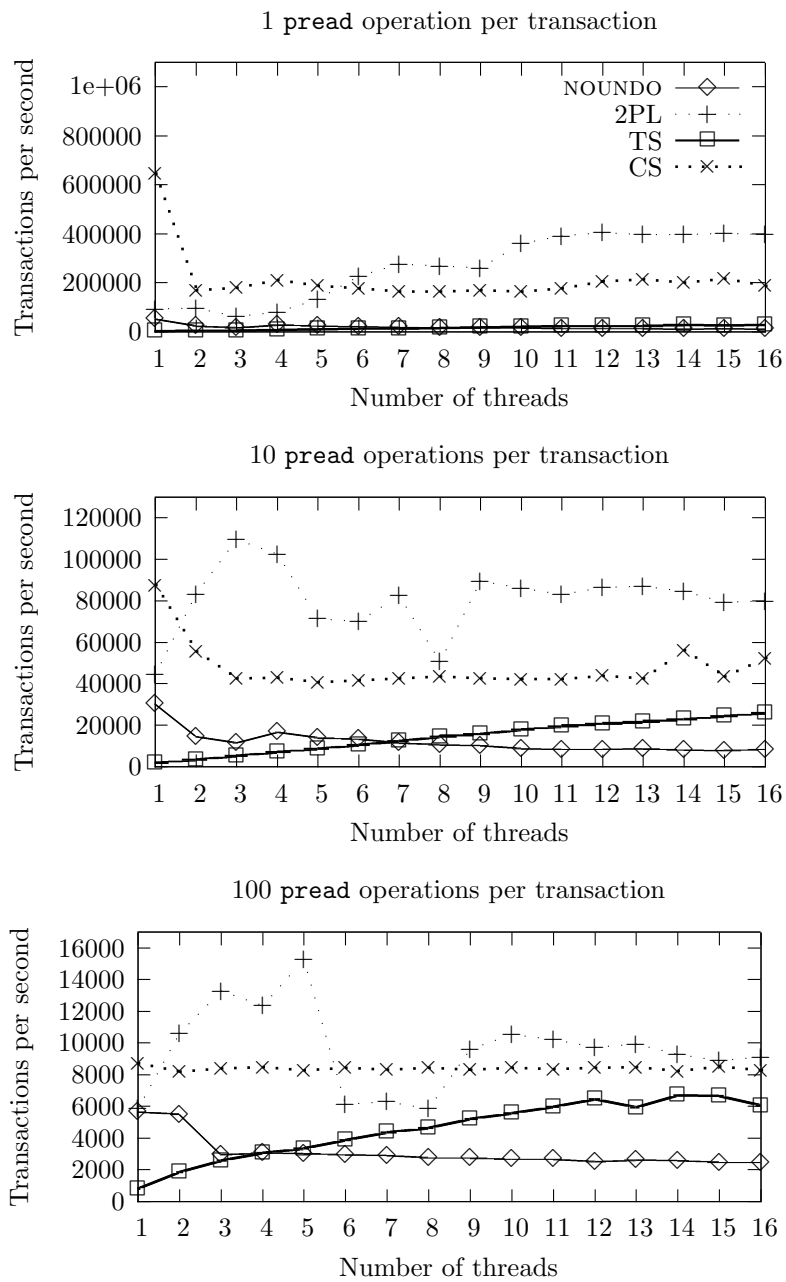 1 pread operation per transaction
Transactions per second
1e+06
800000
600000
400000
200000
0
NOUNDO
2PL
TS
CS
1 2 3 4 5 6 7 8 9 10 11 12 13 14 15 16
Number of threads
10 pread operations per transaction
Transactions per second
120000
100000
80000
60000
40000
20000
0
1 2 3 4 5 6 7 8 9 10 11 12 13 14 15 16
Number of threads
100 pread operations per transaction
Transactions per second
16000
14000
12000
10000
8000
6000
4000
2000
0
1 2 3 4 5 6 7 8 9 10 11 12 13 14 15 16
Number of threads